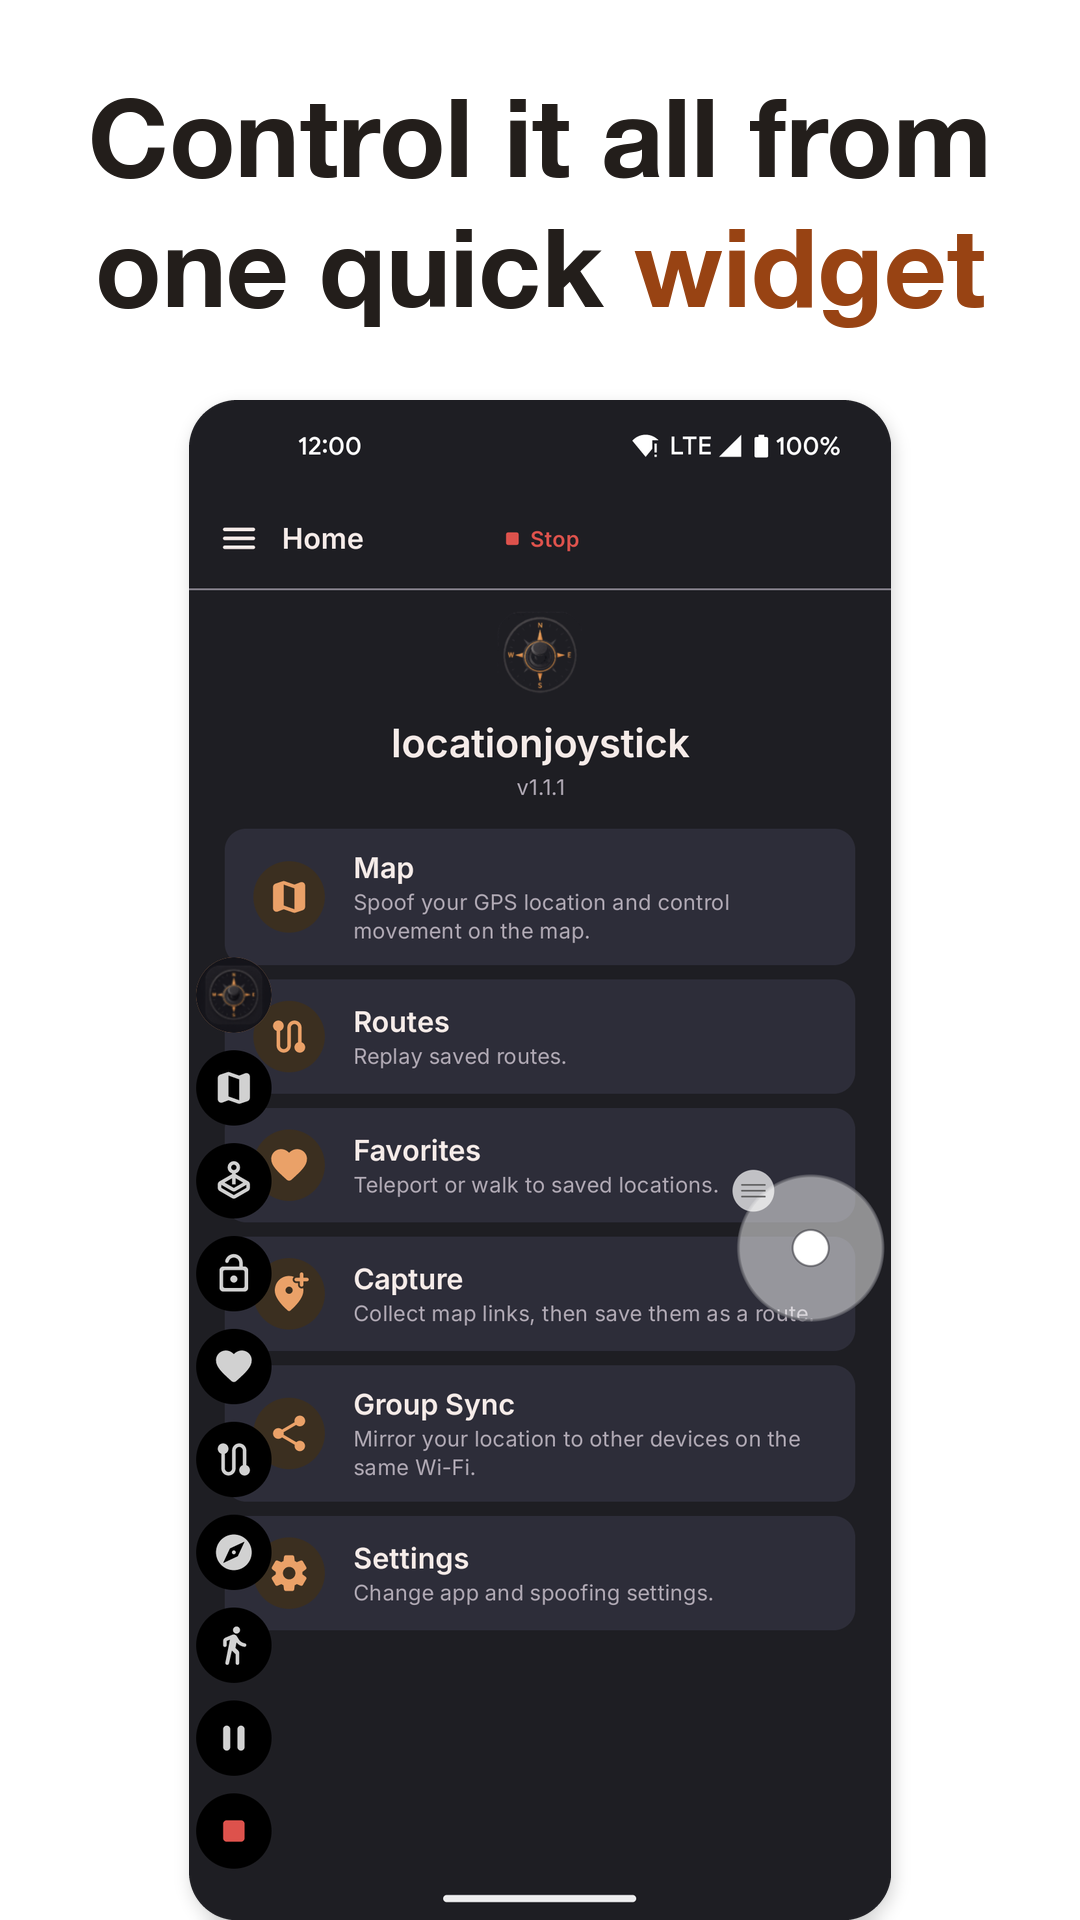 Control it all from
one quick widget
12:00
LTE
100%
Home
Stop
N
W
E
S
locationjoystick
v1.1.1
Map
Spoof your GPS location and control
movement on the map.
Routes
Replay saved routes.
Favorites
Teleport or walk to saved locations.
Capture
Collect map links, then save them as a route.
Group Sync
Mirror your location to other devices on the
same Wi-Fi.
Settings
Change app and spoofing settings.